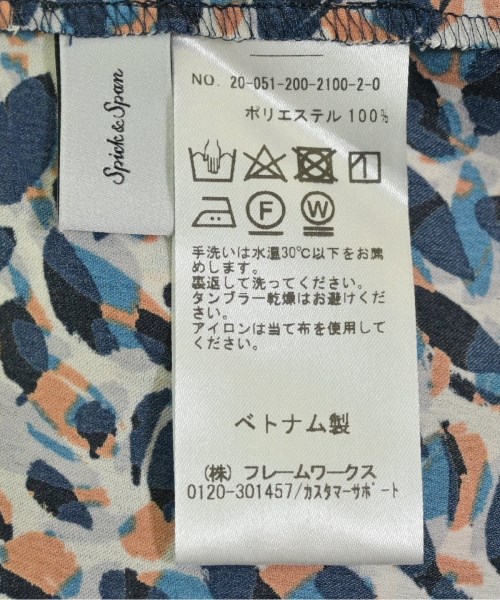 Spick & Span
NO. 20-051-200-2100-2-0
ポリエステル 100%
F
W
手洗いは水温30℃以下をお薦
めします。
裏返して洗ってください。
タンブラー乾燥はお避けくだ
さい。
アイロンは当て布を使用して
ください。
ベトナム製
(株) フレームワークス
0120-301457/カスタマーサポート